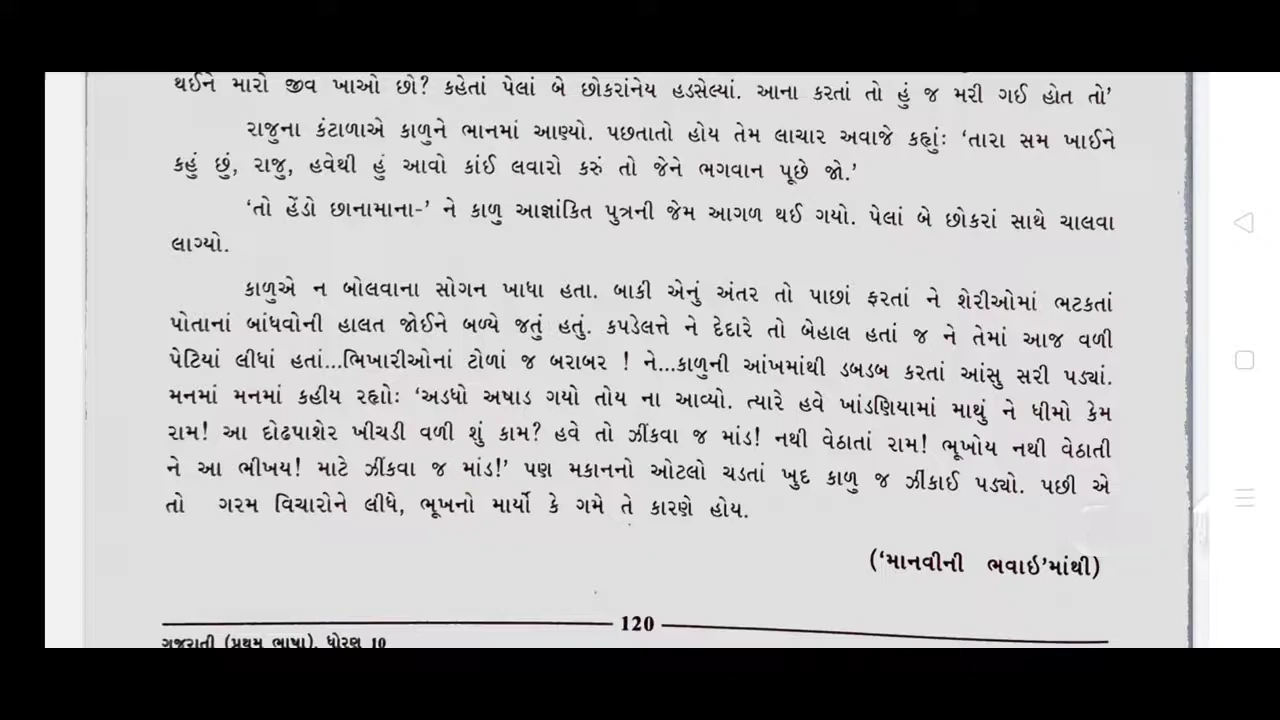 થઈને મારો જીવ ખાઓ છો? કહેતાં પેલાં બે છોકરાંનેય હડસેલ્યાં. આના કરતાં તો હું જ મરી ગઈ હોત તો'
રાજુના કંટાળાએ કાળુને ભાનમાં આણ્યો. પછતાતો હોય તેમ લાચાર અવાજે કહ્યુંઃ 'તારા સમ ખાઈને
કહું છું, રાજુ, હવેથી હું આવો કાંઈ લવારો કરું તો જેને ભગવાન પૂછે જો.'
'તો હેંડો છાનામાના-' ને કાળુ આજ્ઞાંકિત પુત્રની જેમ આગળ થઈ ગયો. પેલાં બે છોકરાં સાથે ચાલવા
લાગ્યો.
કાળુએ ન બોલવાના સોગન ખાધા હતા. બાકી એનું અંતર તો પાછાં ફરતાં ને શેરીઓમાં ભટકતાં
પોતાનાં બાંધવોની હાલત જોઈને બળ્યે જતું હતું. કપડેલત્તે ને દેદારે તો બેહાલ હતાં જ ને તેમાં આજ વળી
પેટિયાં લીધાં હતાં...ભિખારીઓનાં ટોળાં જ બરાબર ! ને...કાળુની આંખમાંથી ડબડબ કરતાં આંસુ સરી પડ્યાં.
મનમાં મનમાં કહીય રહ્યોઃ 'અડધો અષાડ ગયો તોય ના આવ્યો. ત્યારે હવે ખાંડણિયામાં માથું ને ધીમો કેમ
રામ! આ દોઢપાશેર ખીચડી વળી શું કામ? હવે તો ઝીંકવા જ માંડ! નથી વેઠાતાં રામ! ભૂખોય નથી વેઠાતી
ને આ ભીખય! માટે ઝીંકવા જ માંડ!' પણ મકાનનો ઓટલો ચડતાં ખુદ કાળુ જ ઝીંકાઈ પડ્યો. પછી એ
તો ગરમ વિચારોને લીધે, ભૂખનો માર્યો કે ગમે તે કારણે હોય.
('માનવીની ભવાઇ'માંથી)
120
ગુજરાતી (પ્રથમ ભાષા), ધોરણ 10